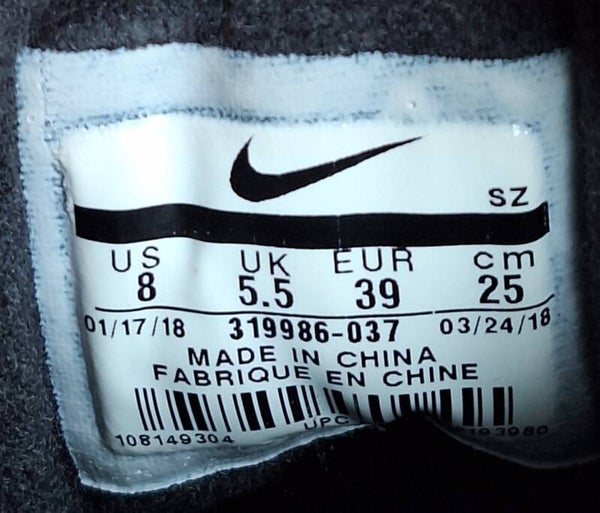 SZ
US UK EUR cm
8 5.5 39 25
01/17/18 319986-037 03/24/18
MADE IN CHINA
FABRIQUE EN CHINE
108149304 UPC